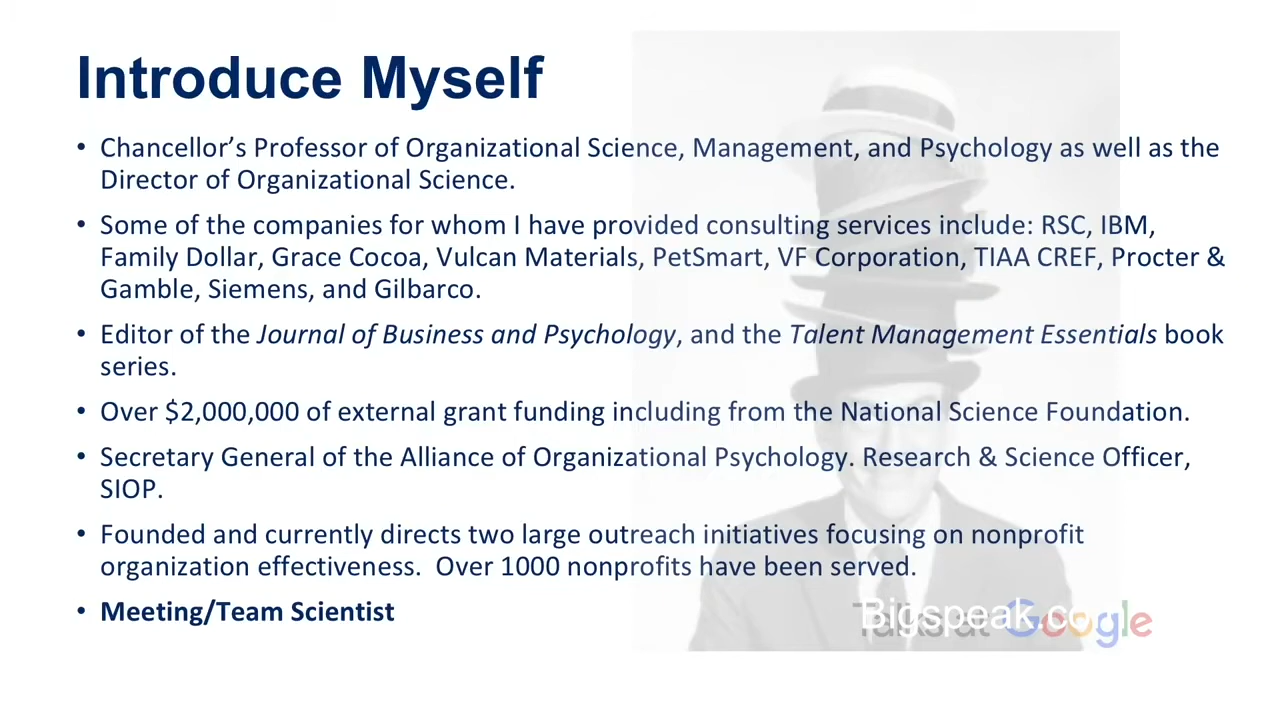 Introduce Myself
• Chancellor’s Professor of Organizational Science, Management, and Psychology as well as the
Director of Organizational Science.
• Some of the companies for whom I have provided consulting services include: RSC, IBM,
Family Dollar, Grace Cocoa, Vulcan Materials, PetSmart, VF Corporation, TIAA CREF, Procter &
Gamble, Siemens, and Gilbarco.
• Editor of the Journal of Business and Psychology, and the Talent Management Essentials book
series.
• Over $2,000,000 of external grant funding including from the National Science Foundation.
• Secretary General of the Alliance of Organizational Psychology. Research & Science Officer,
SIOP.
• Founded and currently directs two large outreach initiatives focusing on nonprofit
organization effectiveness.  Over 1000 nonprofits have been served.
• Meeting/Team Scientist
Talks at Google
Bigspeak.co